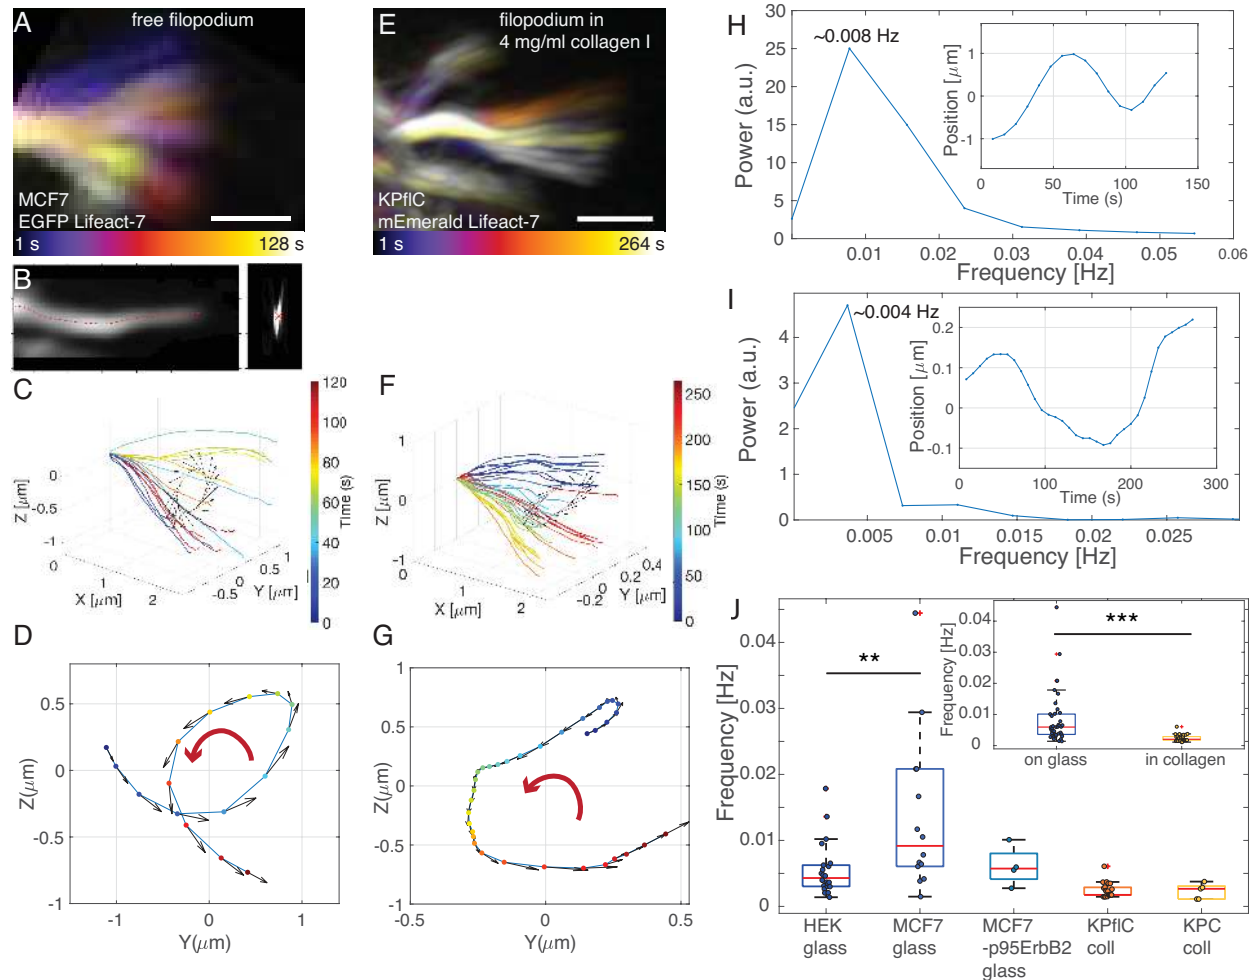 A
free filopodium
MCF7
EGFP Lifeact-7
1 s
128 s
B
C
120
100
80
60
40
20
0
Time (s)
0
-0.5
-1
Z [μm]
0
1
2
X [μm]
-0.5
0
0.5
1
Y [μm]
D
0.5
0
-0.5
-1
Z(μm)
-1
0
1
Y(μm)
E
filopodium in
4 mg/ml collagen I
KPflC
mEmerald Lifeact-7
1 s
264 s
F
250
200
150
100
50
0
Time (s)
1
0
-1
Z [μm]
0
1
2
X [μm]
-0.2
0
0.2
0.4
Y [μm]
G
1
0.5
0
-0.5
-1
Z(μm)
-0.5
0
0.5
Y(μm)
H
30
25
20
15
10
5
0
Power (a.u.)
~0.008 Hz
0.01
0.02
0.03
0.04
0.05
0.06
Frequency [Hz]
1
0
-1
Position [μm]
0
50
100
150
Time (s)
I
4
3
2
1
0
Power (a.u.)
~0.004 Hz
0.005
0.01
0.015
0.02
0.025
Frequency [Hz]
0.2
0.1
0
-0.1
Position [μm]
0
100
200
300
Time (s)
J
0.04
0.03
0.02
0.01
0
Frequency [Hz]
**
HEK
glass
MCF7
glass
MCF7
-p95ErbB2
glass
KPflC
coll
KPC
coll
0.04
0.03
0.02
0.01
0
Frequency [Hz]
***
on glass
in collagen